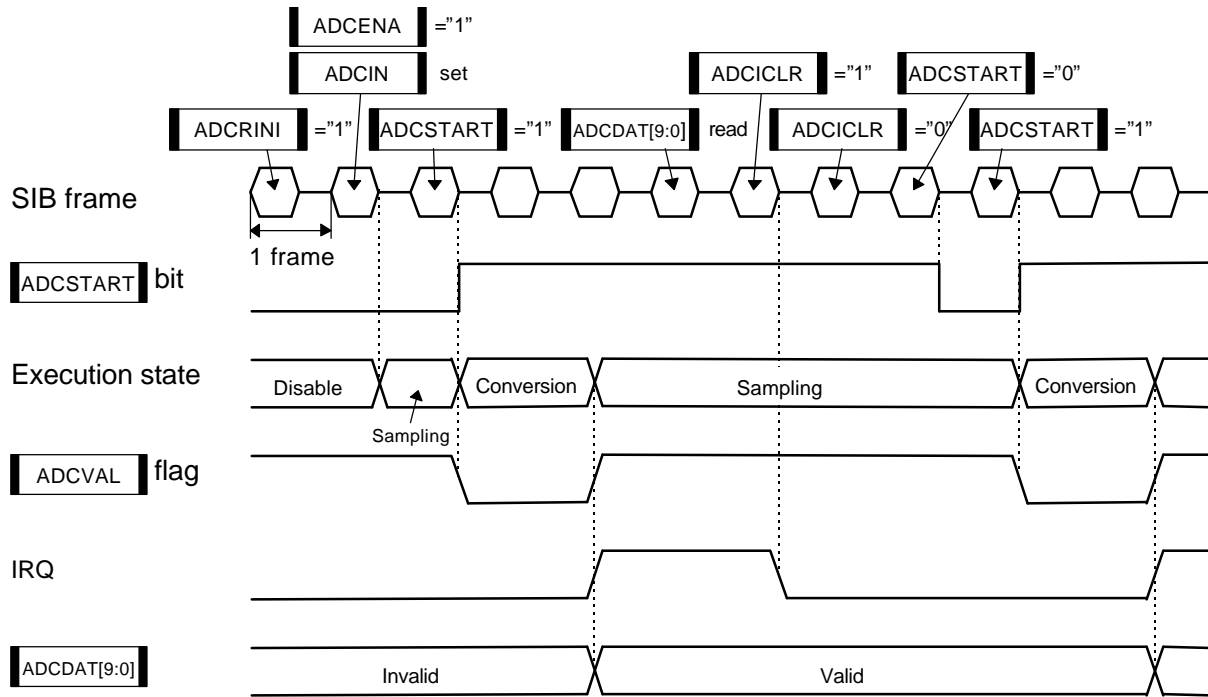 ADCENA =”1”
ADCIN set
ADCICLR =”1”
ADCSTART =”0”
ADCRINI =”1”
ADCSTART =”1”
ADCDAT[9:0] read
ADCICLR =”0”
ADCSTART =”1”
SIB frame
1 frame
ADCSTART bit
Execution state
Disable
Sampling
Conversion
Sampling
Conversion
ADCVAL flag
IRQ
ADCDAT[9:0]
Invalid
Valid